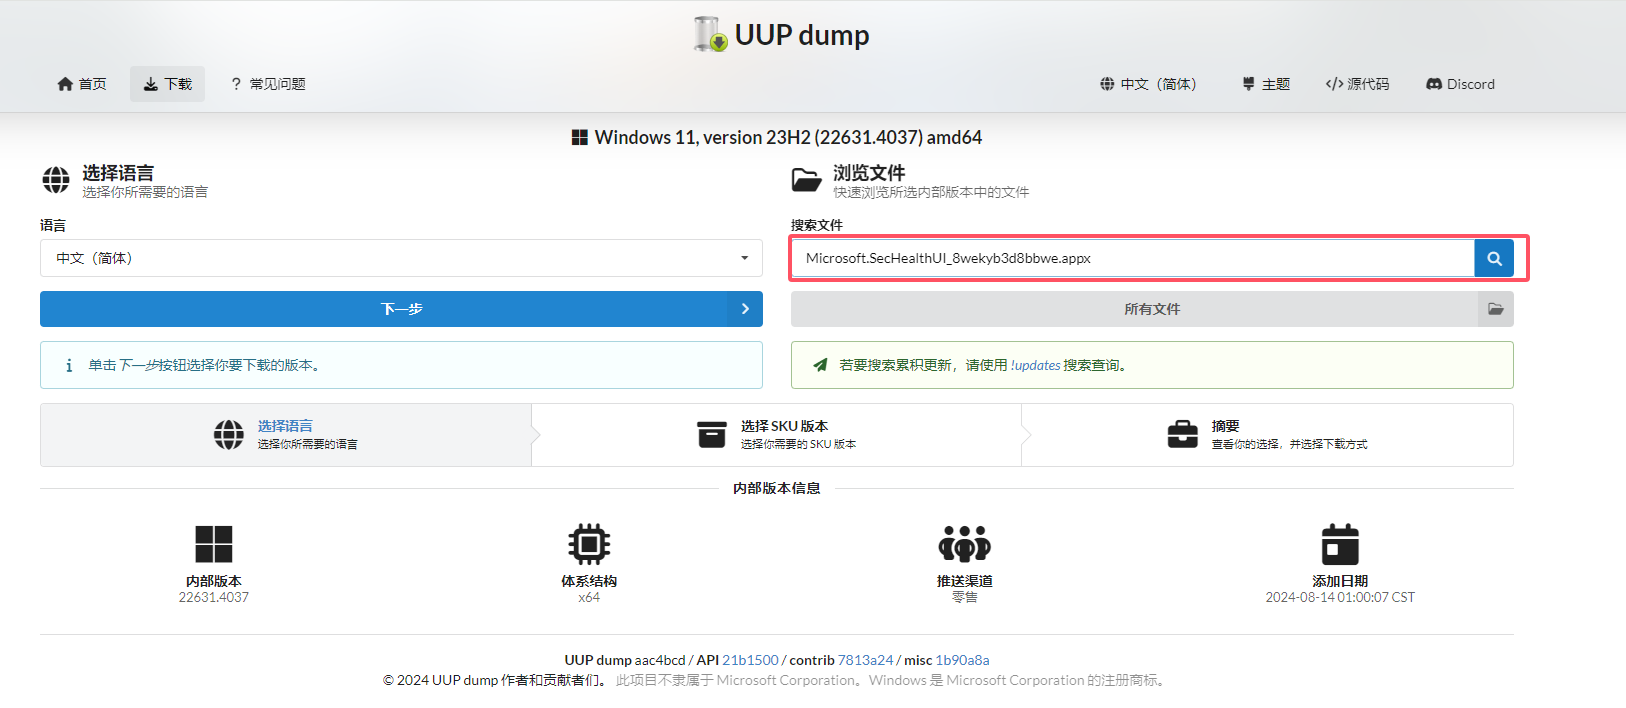 UUP dump
首页
下载
常见问题
中文（简体）
主题
源代码
Discord
Windows 11, version 23H2 (22631.4037) amd64
选择语言
选择你所需要的语言
语言
中文（简体）
下一步
单击下一步按钮选择你要下载的版本。
浏览文件
快速浏览所选内部版本中的文件
搜索文件
Microsoft.SecHealthUI_8wekyb3d8bbwe.appx
所有文件
若要搜索累积更新，请使用 !updates 搜索查询。
选择语言
选择你所需要的语言
选择 SKU 版本
选择你需要的 SKU 版本
摘要
查看你的选择，并选择下载方式
内部版本信息
内部版本
22631.4037
体系结构
x64
推送渠道
零售
添加日期
2024-08-14 01:00:07 CST
UUP dump aac4bcd / API 21b1500 / contrib 7813a24 / misc 1b90a8a
© 2024 UUP dump 作者和贡献者们。 此项目不隶属于 Microsoft Corporation。Windows 是 Microsoft Corporation 的注册商标。